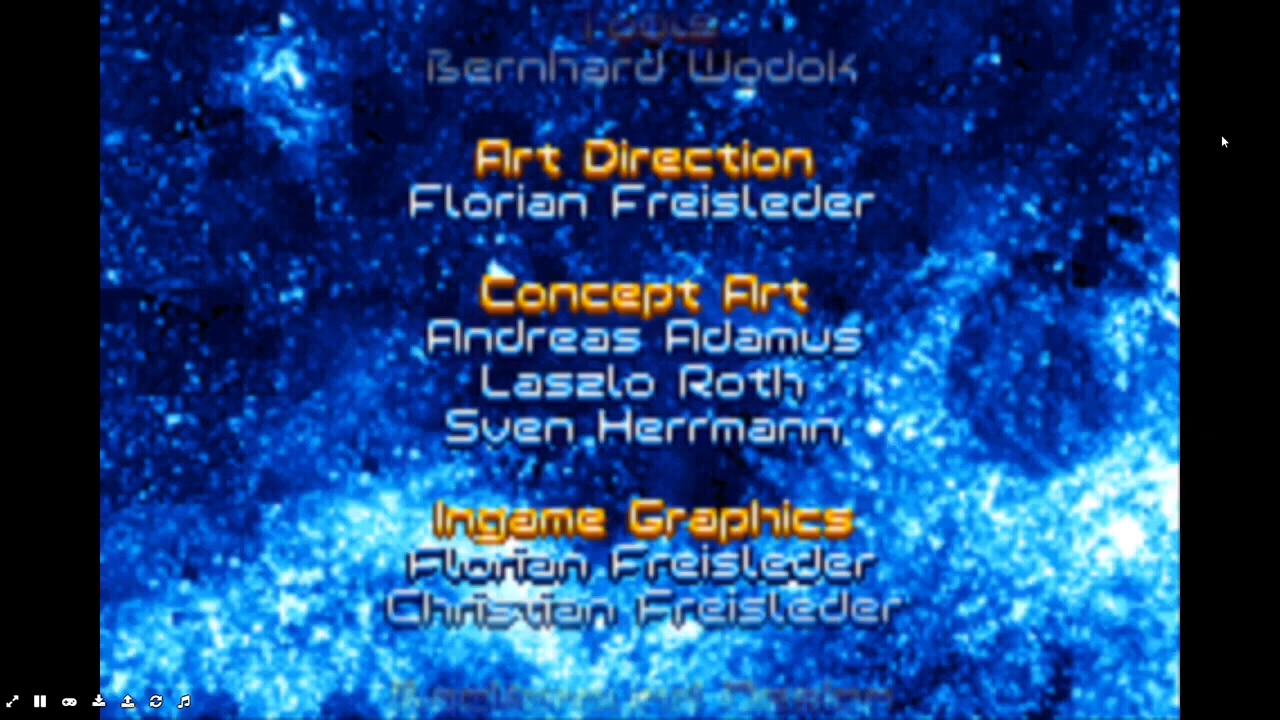 Tools
Bernhard Wodok
Art Direction
Florian Freisleder
Concept Art
Andreas Adamus
Laszlo Roth
Sven Herrmann
Ingame Graphics
Florian Freisleder
Christian Freisleder